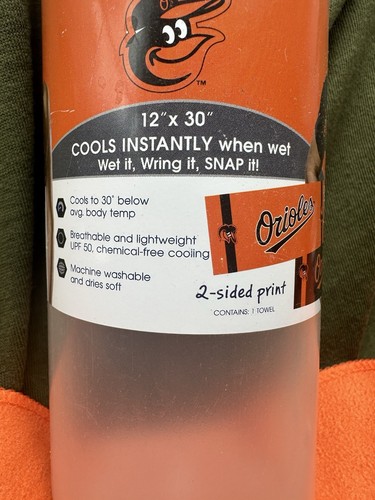 TM
12" x 30"
COOLS INSTANTLY when wet
Wet it, Wring it, SNAP it!
Cools to 30° below
avg. body temp
Breathable and lightweight
UPF 50, chemical-free cooling
Machine washable
and dries soft
Orioles
2-sided print
CONTAINS: 1 TOWEL